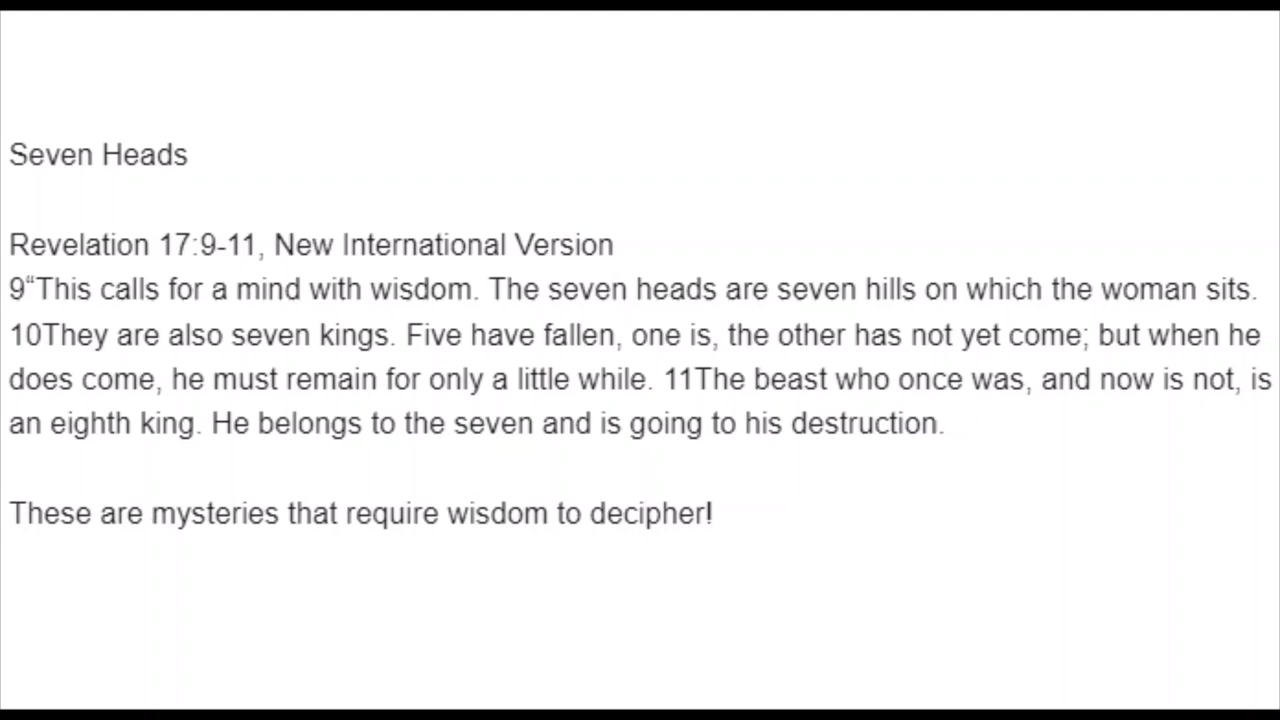 Seven Heads
Revelation 17:9-11, New International Version
9“This calls for a mind with wisdom. The seven heads are seven hills on which the woman sits.
10They are also seven kings. Five have fallen, one is, the other has not yet come; but when he
does come, he must remain for only a little while. 11The beast who once was, and now is not, is
an eighth king. He belongs to the seven and is going to his destruction.
These are mysteries that require wisdom to decipher!